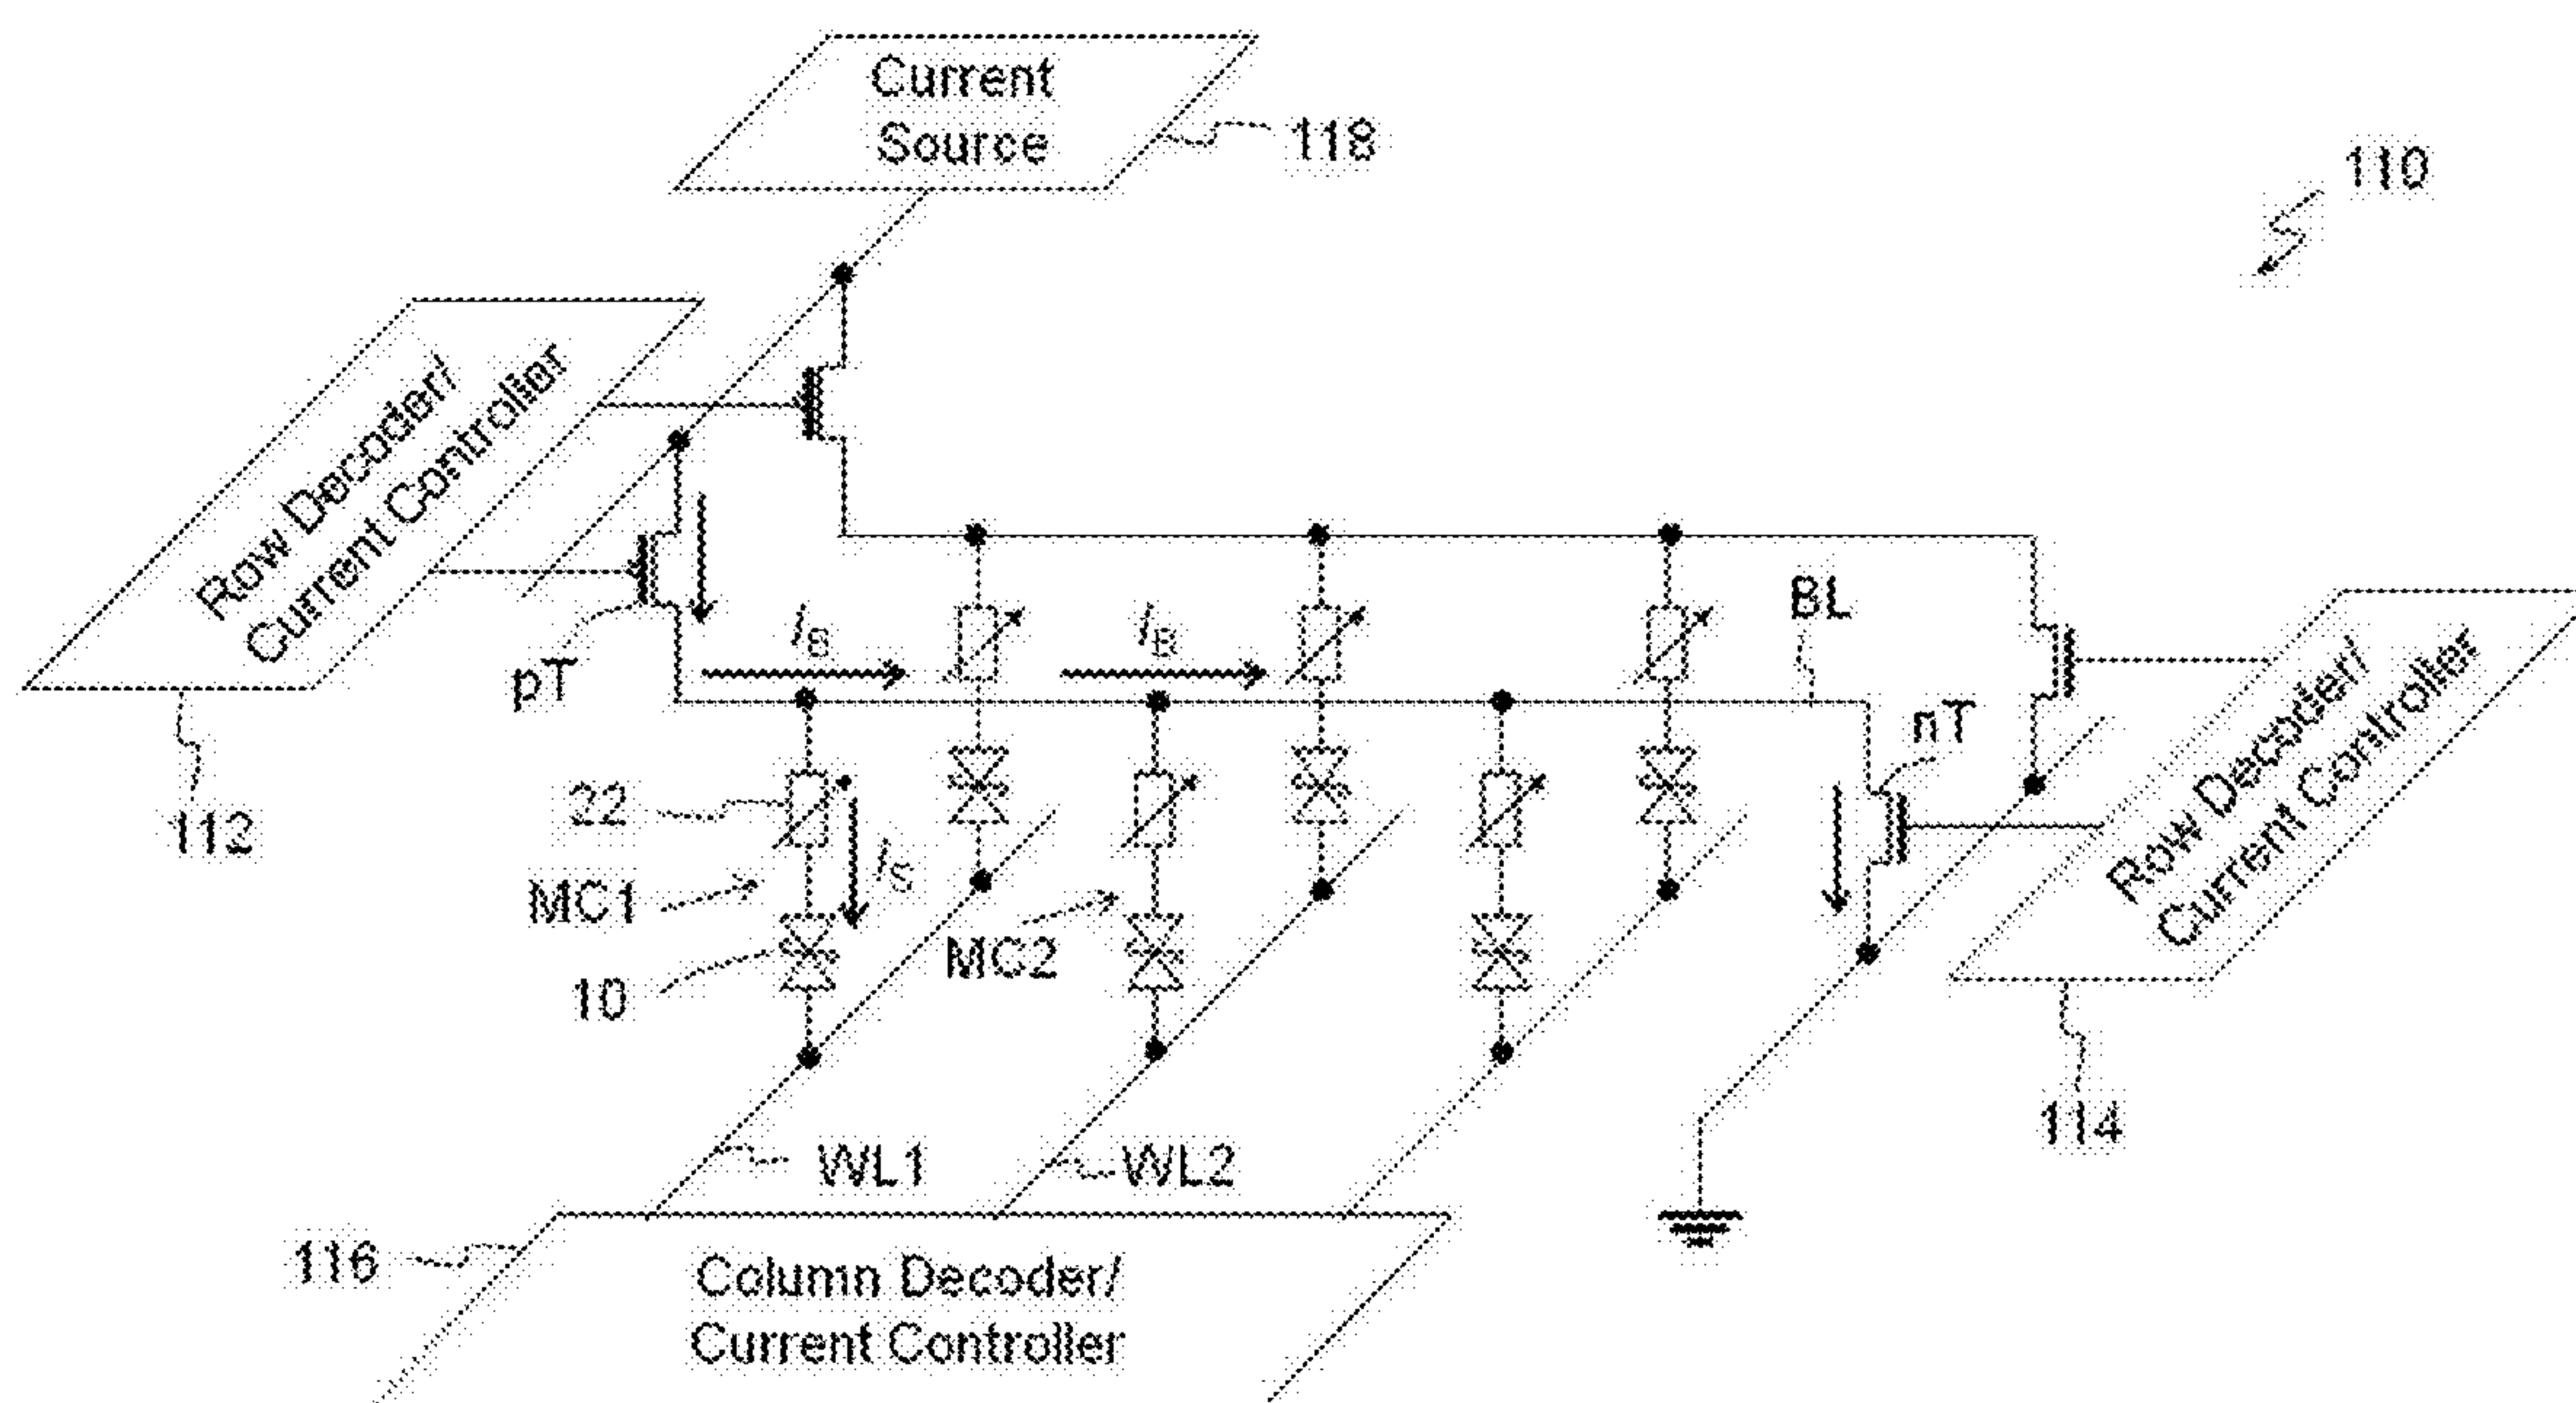 Current
Source
118
110
Row Decoder/
Current Controller
112
pT
I_B
I_B
BL
nT
22
MC1
I_S
10
MC2
Row Decoder/
Current Controller
114
WL1
WL2
116
Column Decoder/
Current Controller